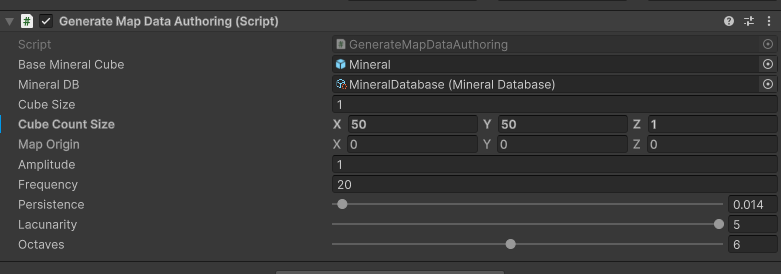 # Generate Map Data Authoring (Script)
Script GenerateMapDataAuthoring
Base Mineral Cube Mineral
Mineral DB MineralDatabase (Mineral Database)
Cube Size 1
Cube Count Size X 50 Y 50 Z 1
Map Origin X 0 Y 0 Z 0
Amplitude 1
Frequency 20
Persistence 0.014
Lacunarity 5
Octaves 6